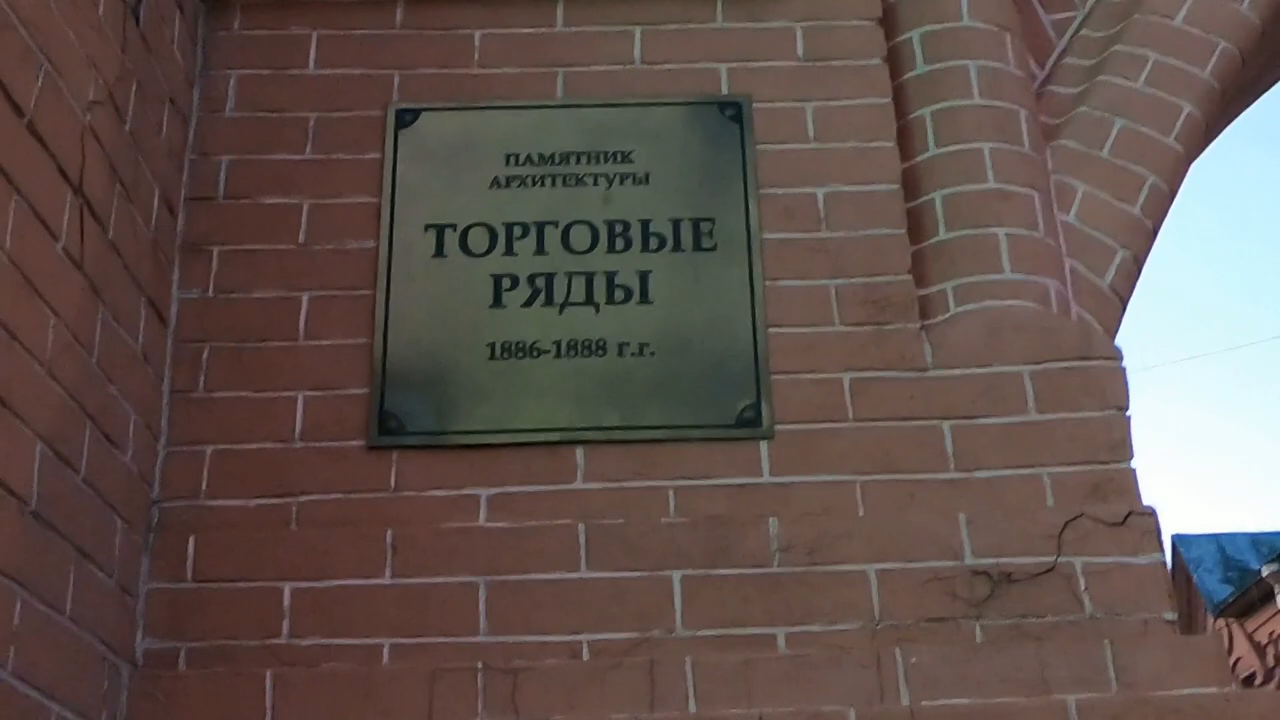 ПАМЯТНИК
АРХИТЕКТУРЫ
ТОРГОВЫЕ
РЯДЫ
1886-1888 г.г.